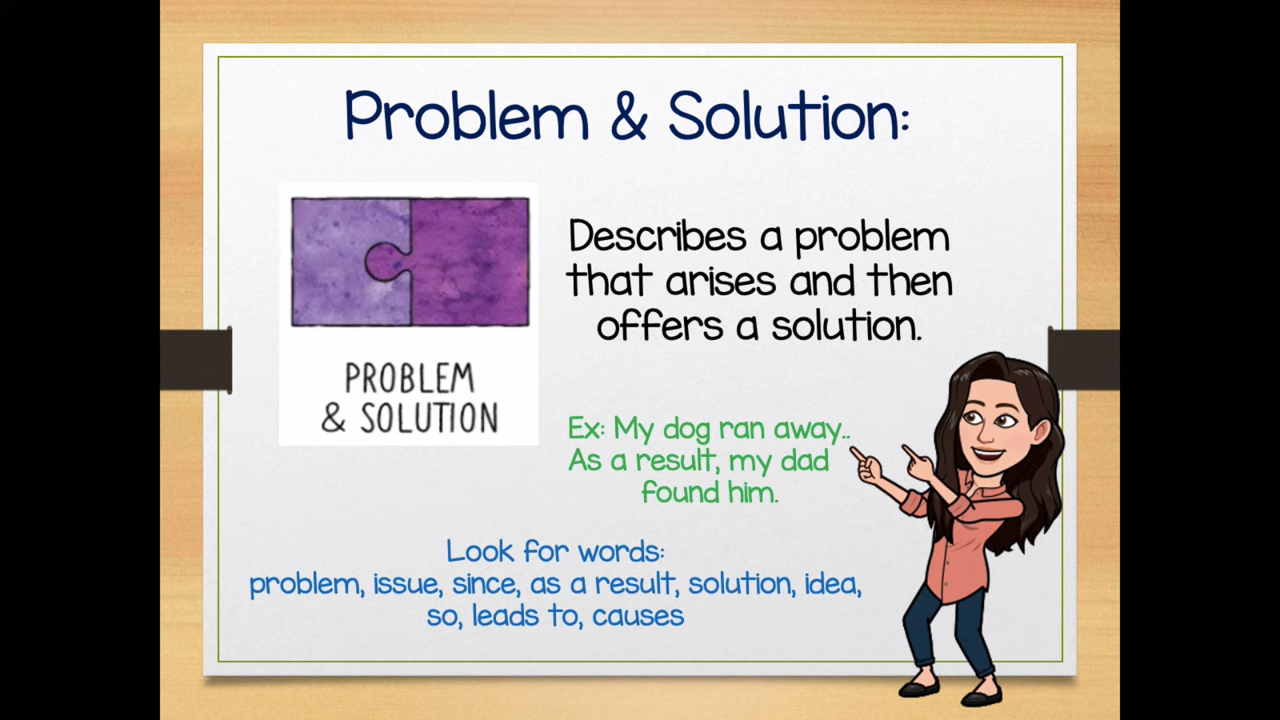 Problem & Solution:
PROBLEM
& SOLUTION
Describes a problem
that arises and then
offers a solution.
Ex: My dog ran away..
As a result, my dad
found him.
Look for words:
problem, issue, since, as a result, solution, idea,
so, leads to, causes